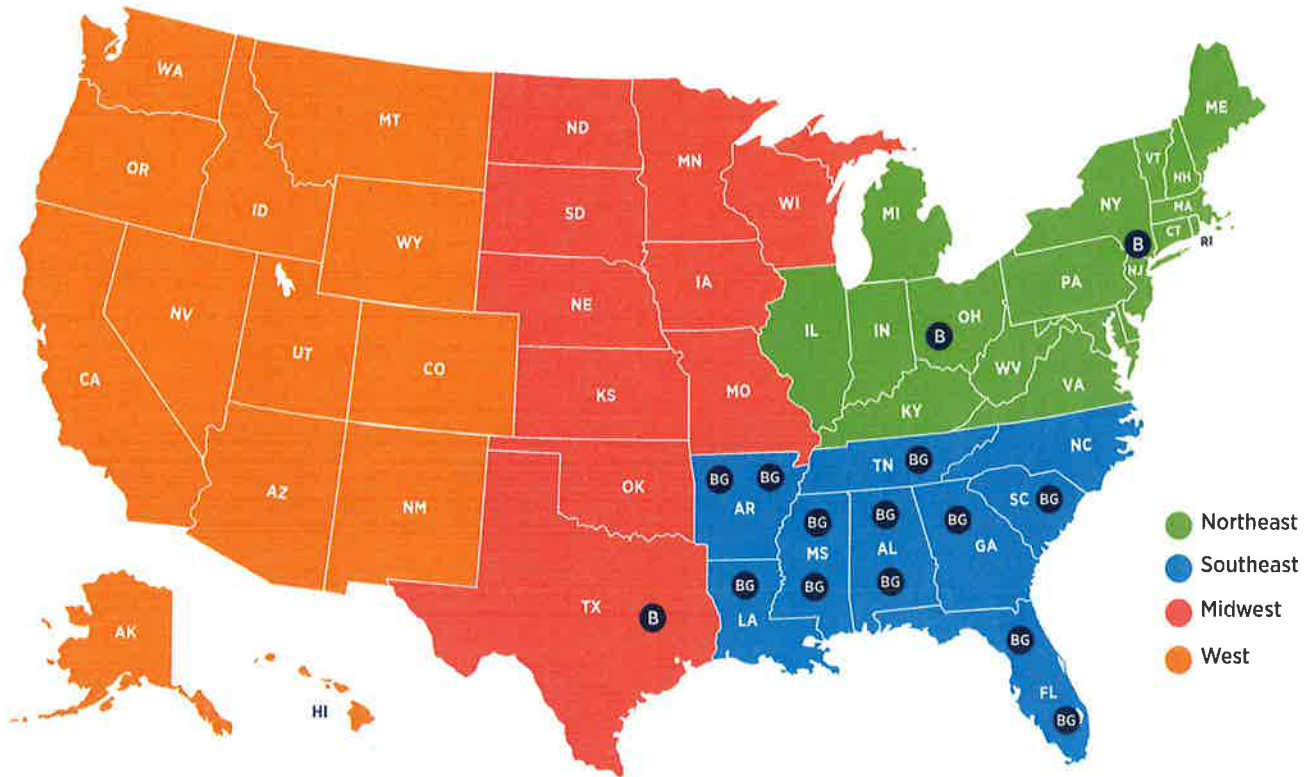 WA
MT
ND
MN
ME
OR
ID
SD
WI
MI
NY
VT
NH
MA
CT
RI
B
WY
NE
IA
PA
NJ
NV
UT
CO
IL
IN
OH
B
WV
VA
CA
KS
MO
KY
AZ
NM
OK
AR
BG
BG
TN
BG
NC
SC
BG
MS
BG
BG
AL
BG
BG
GA
BG
TX
B
LA
BG
FL
BG
BG
AK
HI
Northeast
Southeast
Midwest
West